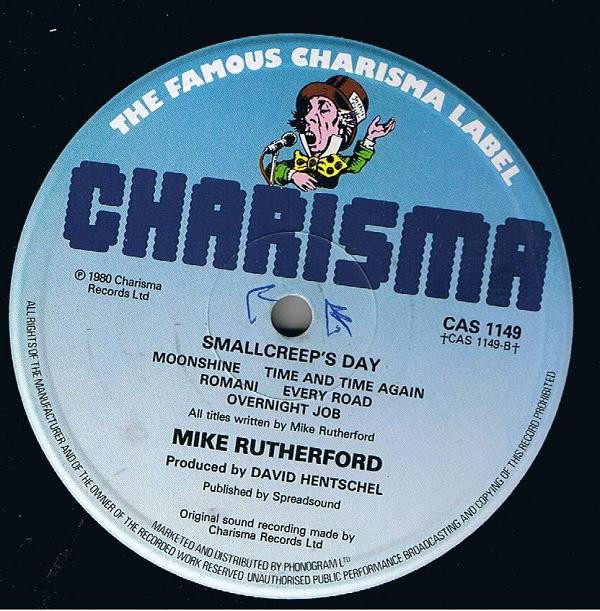 THE FAMOUS CHARISMA LABEL
CHARISMA
℗ 1980 Charisma
Records Ltd
CAS 1149
†CAS 1149-B†
SMALLCREEP'S DAY
MOONSHINE TIME AND TIME AGAIN
ROMANI EVERY ROAD
OVERNIGHT JOB
All titles written by Mike Rutherford
MIKE RUTHERFORD
Produced by DAVID HENTSCHEL
Published by Spreadsound
Original sound recording made by
Charisma Records Ltd
MARKETED AND DISTRIBUTED BY PHONOGRAM LTD
ALL RIGHTS OF THE MANUFACTURER AND OF THE OWNER OF THE RECORDED WORK RESERVED. UNAUTHORISED PUBLIC PERFORMANCE BROADCASTING AND COPYING OF THIS RECORD PROHIBITED